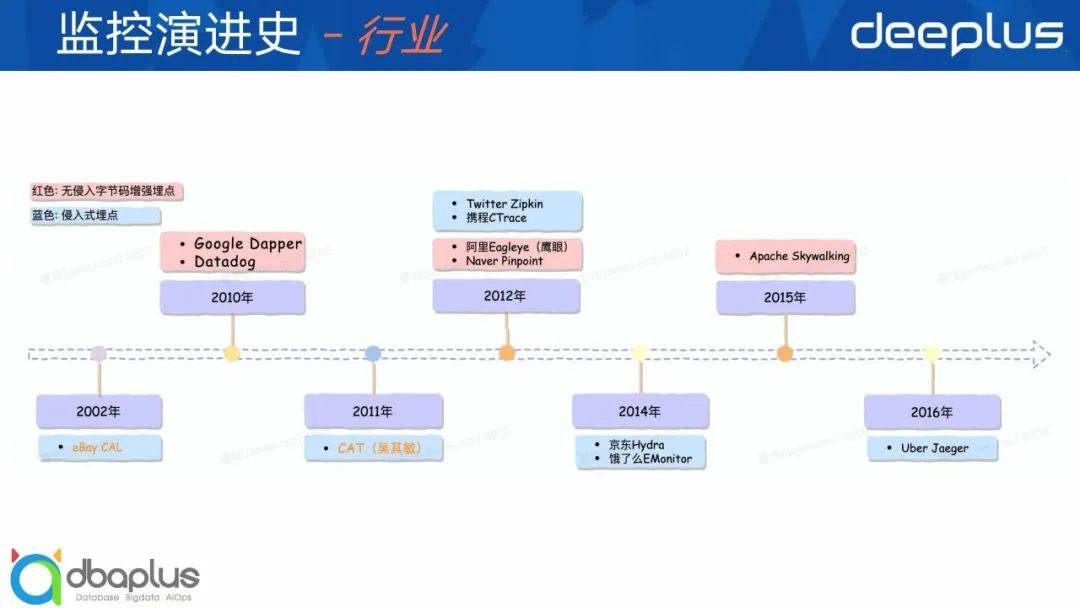 监控演进史 - 行业
deeplus
红色: 无侵入字节码增强埋点
蓝色: 侵入式埋点
• Google Dapper
• Datadog
2010年
• Twitter Zipkin
• 携程CTrace
• 阿里Eagleye（鹰眼）
• Naver Pinpoint
2012年
• Apache Skywalking
2015年
2002年
• eBay CAL
2011年
• CAT（吴其敏）
2014年
• 京东Hydra
• 饿了么EMonitor
2016年
• Uber Jaeger
dbaplus
Database Bigdata AiOps